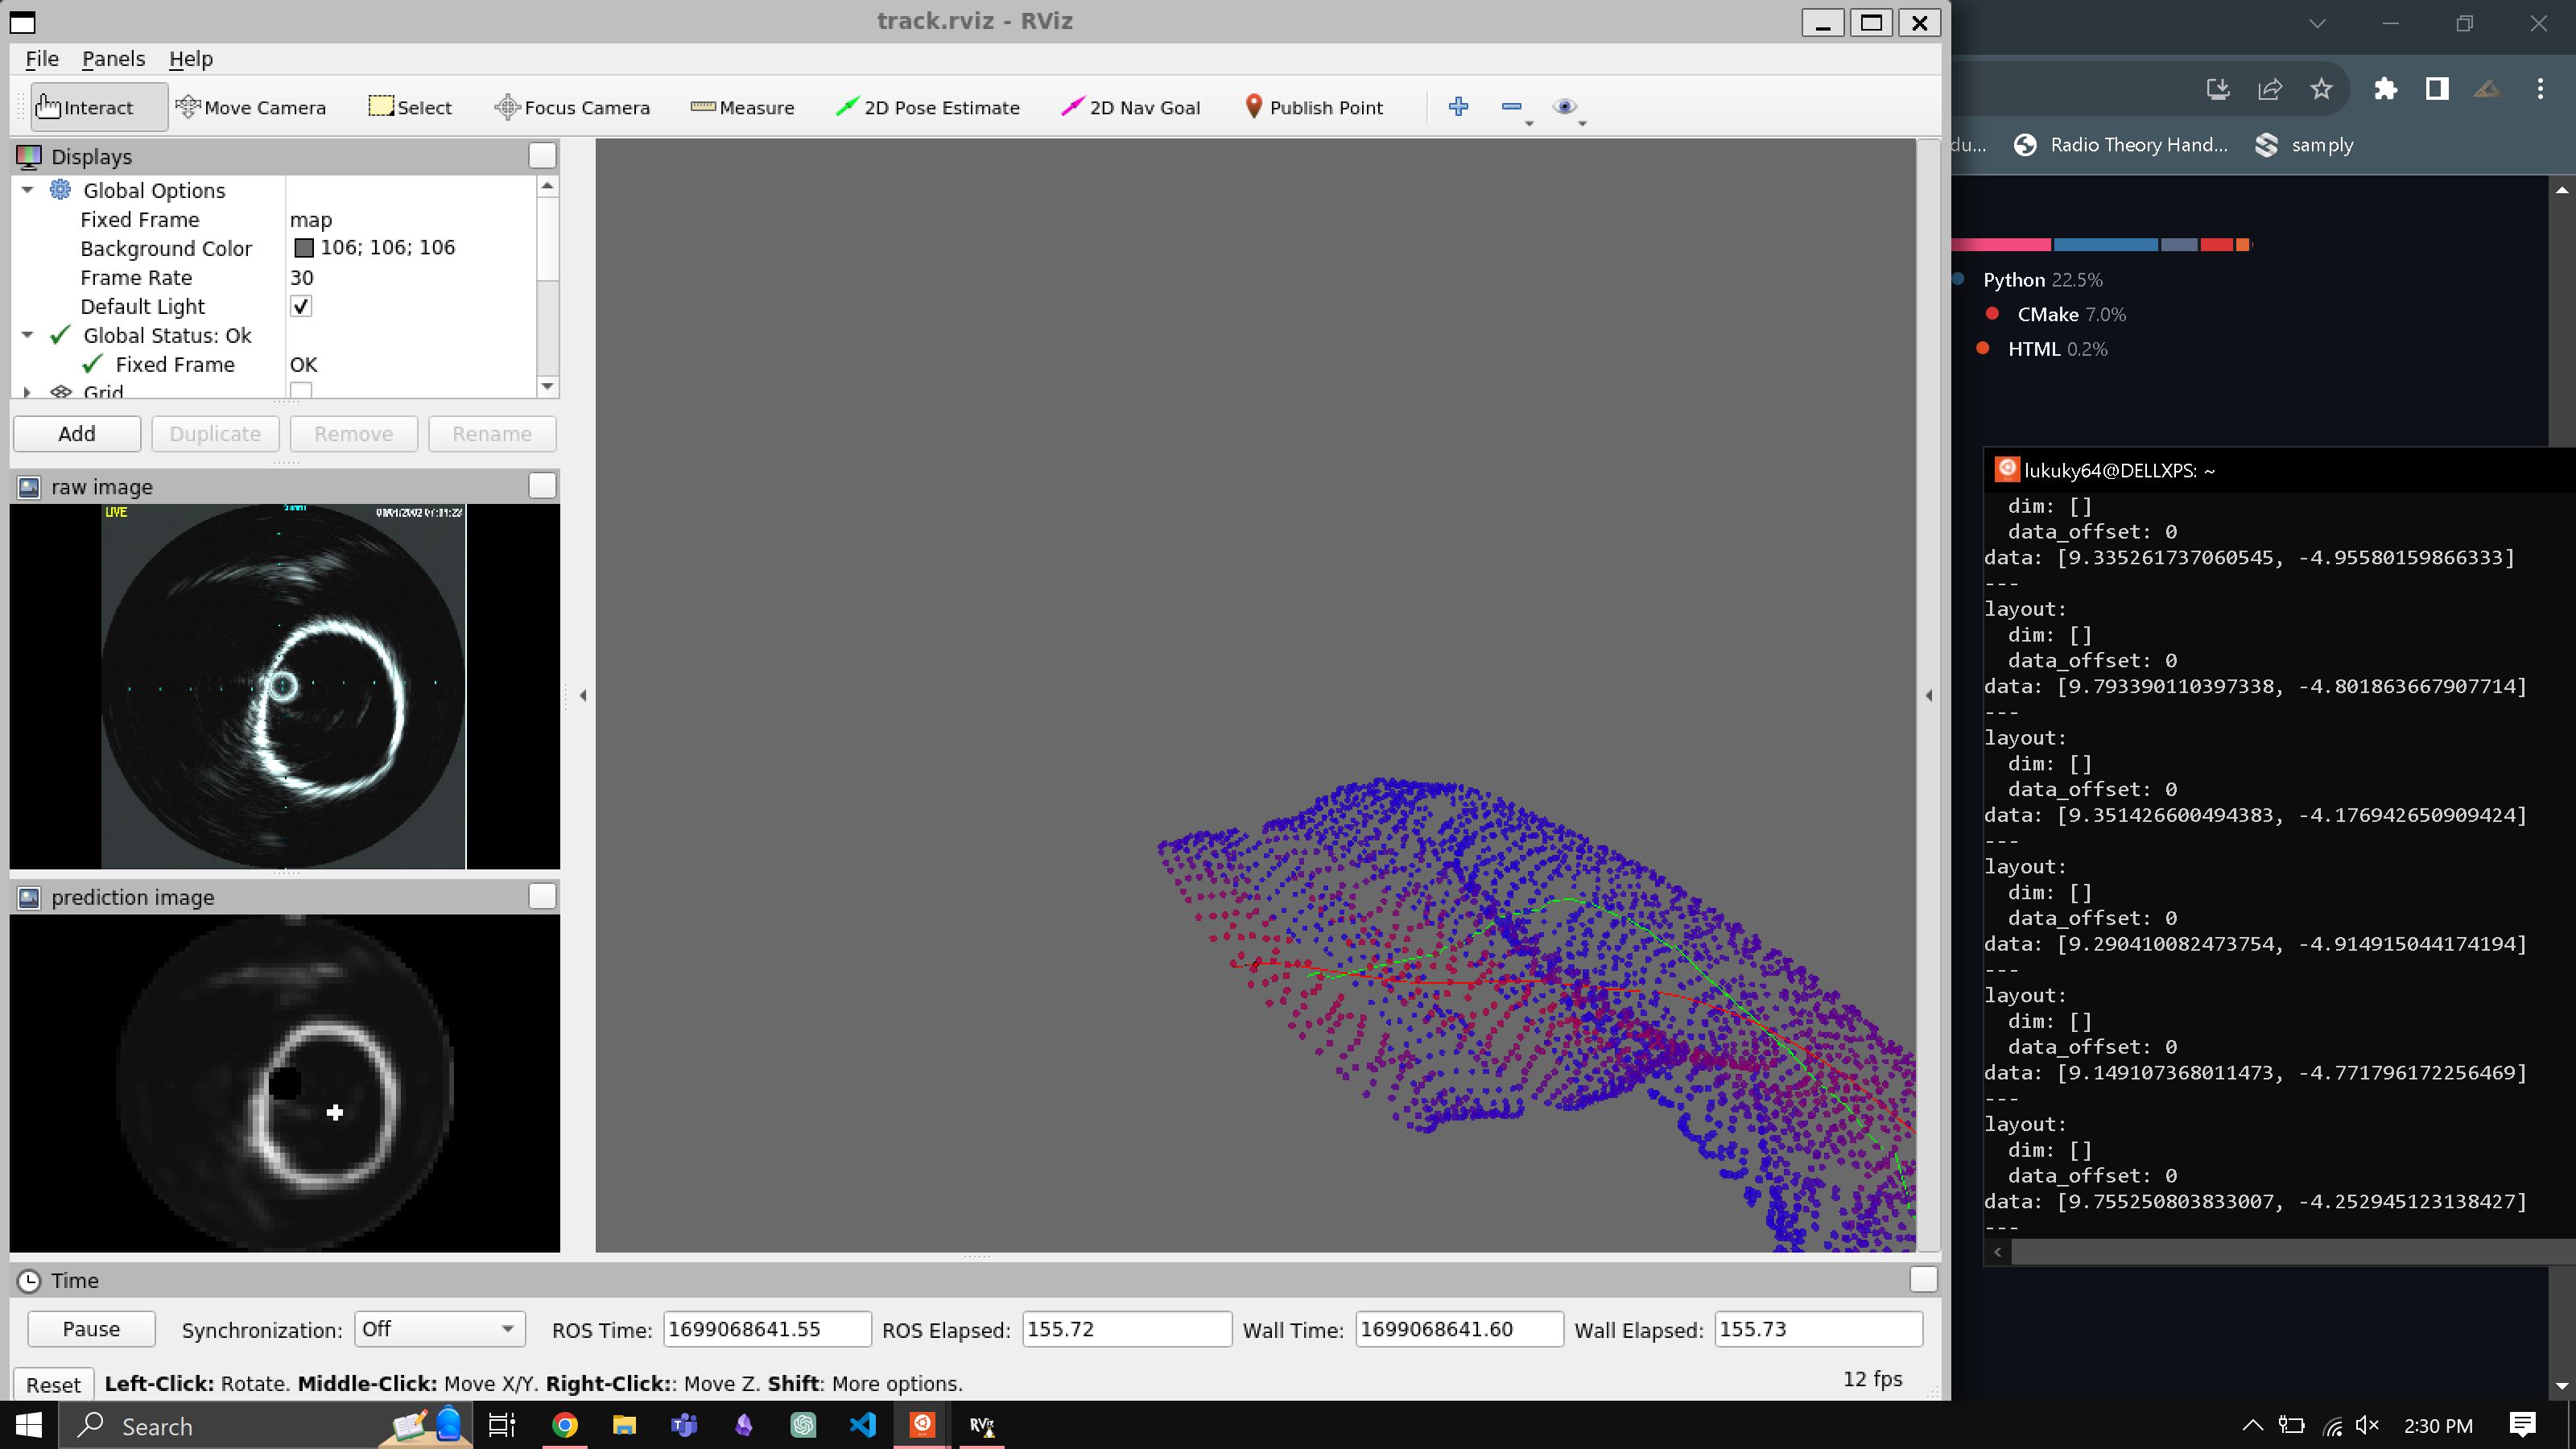 track.rviz - RViz
File Panels Help
Interact Move Camera Select Focus Camera Measure 2D Pose Estimate 2D Nav Goal Publish Point
Displays
Global Options
Fixed Frame map
Background Color 106; 106; 106
Frame Rate 30
Default Light
Global Status: Ok
Fixed Frame OK
Grid
Add Duplicate Remove Rename
raw image
LIVE
prediction image
Time
Pause Synchronization: Off ROS Time: 1699068641.55 ROS Elapsed: 155.72 Wall Time: 1699068641.60 Wall Elapsed: 155.73
Reset Left-Click: Rotate. Middle-Click: Move X/Y. Right-Click:: Move Z. Shift: More options. 12 fps
du... Radio Theory Hand... samply
Python 22.5%
CMake 7.0%
HTML 0.2%
lukuky64@DELLXPS: ~
dim: []
data_offset: 0
data: [9.335261737060545, -4.95580159866333]
---
layout:
dim: []
data_offset: 0
data: [9.793390110397338, -4.801863667907714]
---
layout:
dim: []
data_offset: 0
data: [9.351426600494383, -4.176942650909424]
---
layout:
dim: []
data_offset: 0
data: [9.290410082473754, -4.914915044174194]
---
layout:
dim: []
data_offset: 0
data: [9.149107368011473, -4.771796172256469]
---
layout:
dim: []
data_offset: 0
data: [9.755250803833007, -4.252945123138427]
---
Search
RViz
2:30 PM